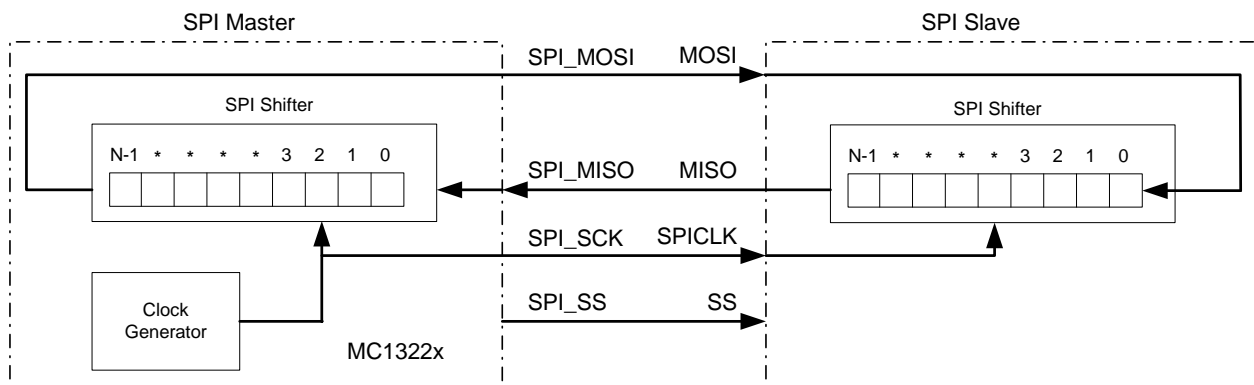 SPI Master SPI Slave
SPI_MOSI MOSI
SPI Shifter SPI Shifter
N-1 * * * * 3 2 1 0 N-1 * * * * 3 2 1 0
SPI_MISO MISO
SPI_SCK SPICLK
Clock
Generator
SPI_SS SS
MC1322x